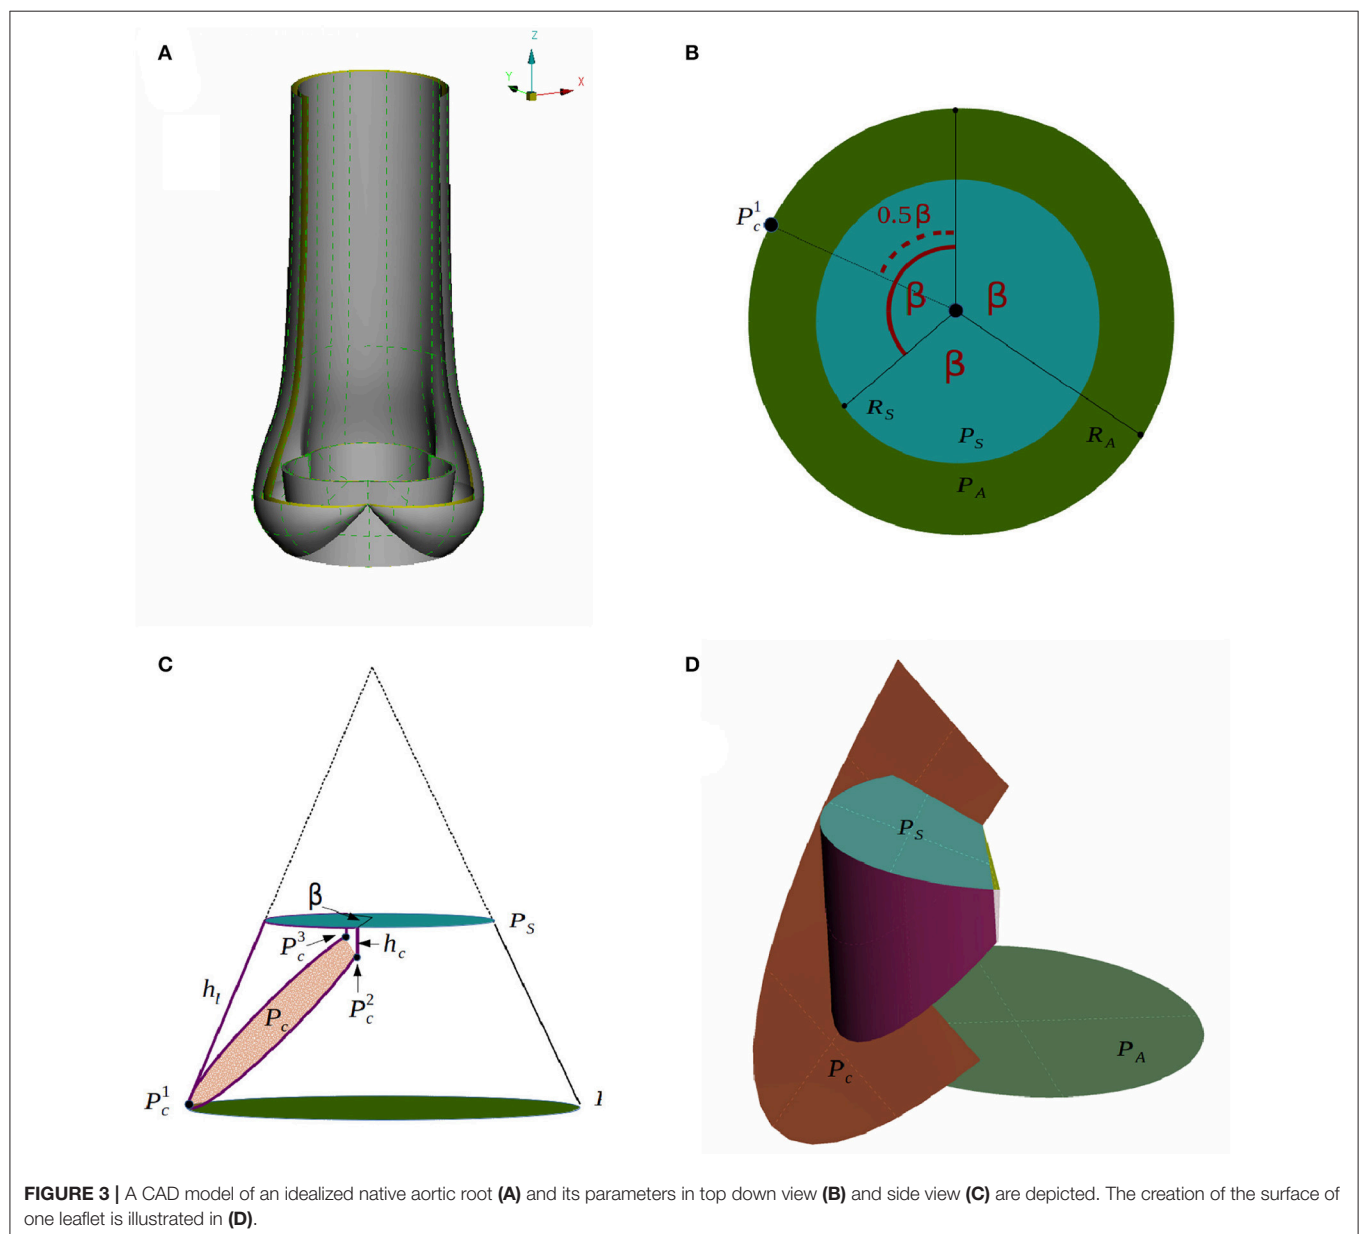 A
Z
Y
X
B
P_c^1
0.5β
β
β
β
R_S
P_S
R_A
P_A
C
β
P_S
P_c^3
h_c
h_l
P_c^2
P_c
P_c^1
D
P_S
P_c
P_A
FIGURE 3 | A CAD model of an idealized native aortic root (A) and its parameters in top down view (B) and side view (C) are depicted. The creation of the surface of
one leaflet is illustrated in (D).